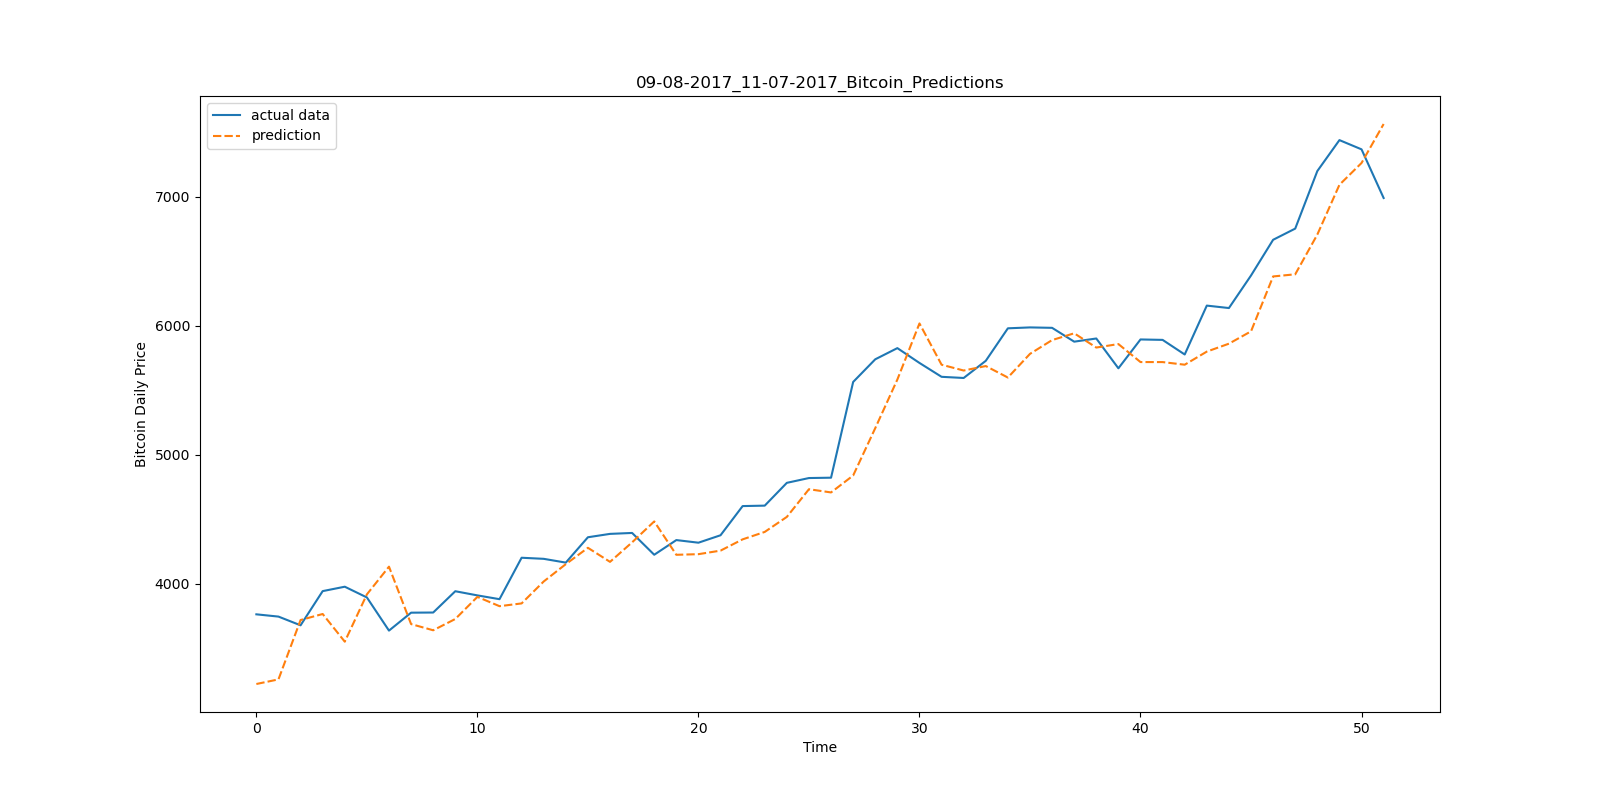 09-08-2017_11-07-2017_Bitcoin_Predictions
actual data
prediction
7000
6000
5000
4000
Bitcoin Daily Price
0 10 20 30 40 50
Time